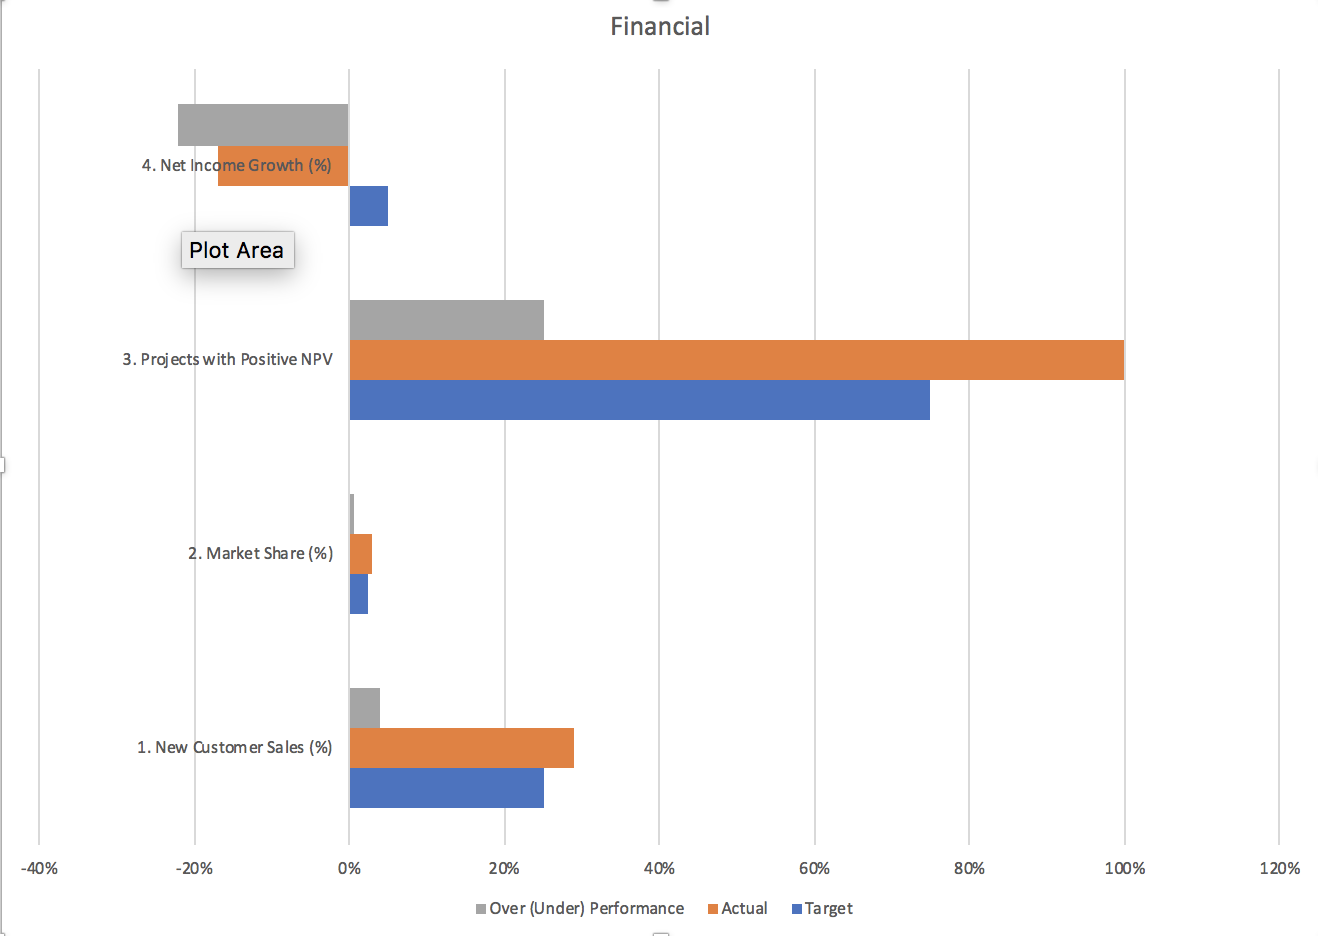 Financial
4. Net Income Growth (%)
Plot Area
3. Projects with Positive NPV
2. Market Share (%)
1. New Customer Sales (%)
-40% -20% 0% 20% 40% 60% 80% 100% 120%
Over (Under) Performance Actual Target